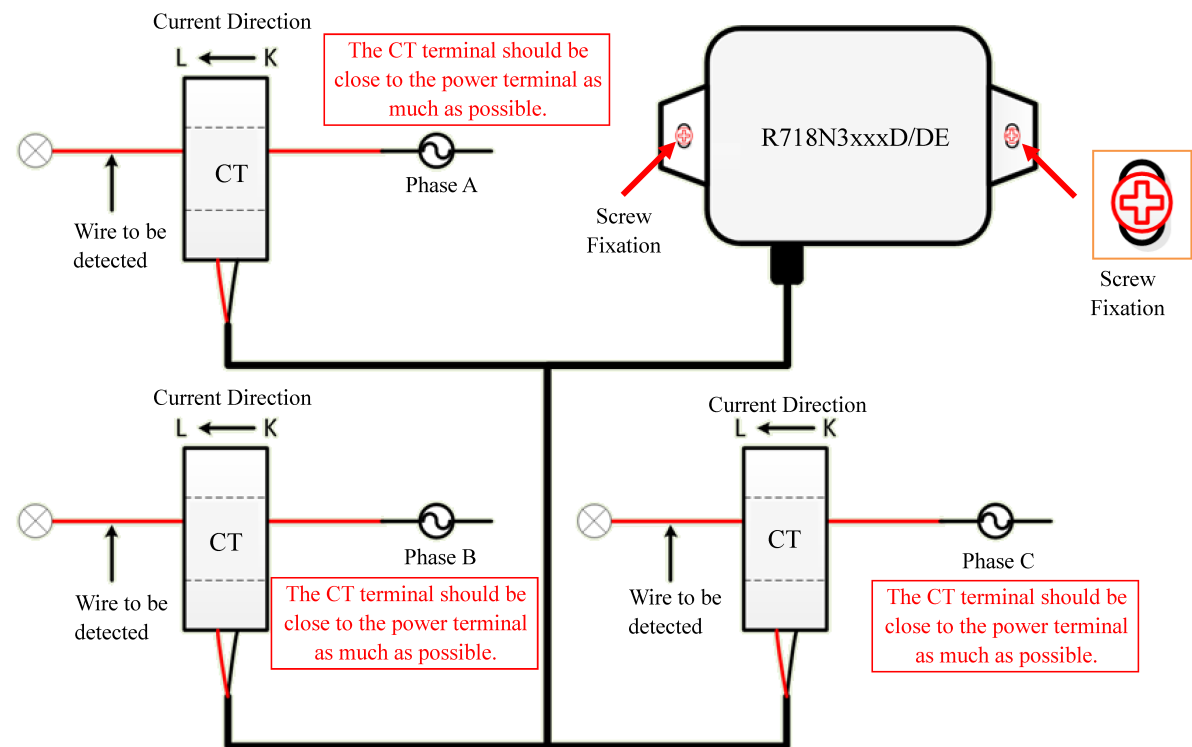 Current Direction
L K
The CT terminal should be
close to the power terminal as
much as possible.
CT
Phase A
Wire to be
detected
R718N3xxxD/DE
Screw
Fixation
Screw
Fixation
Current Direction
L K
CT
Phase B
Wire to be
detected
The CT terminal should be
close to the power terminal
as much as possible.
Current Direction
L K
CT
Phase C
Wire to be
detected
The CT terminal should be
close to the power terminal
as much as possible.